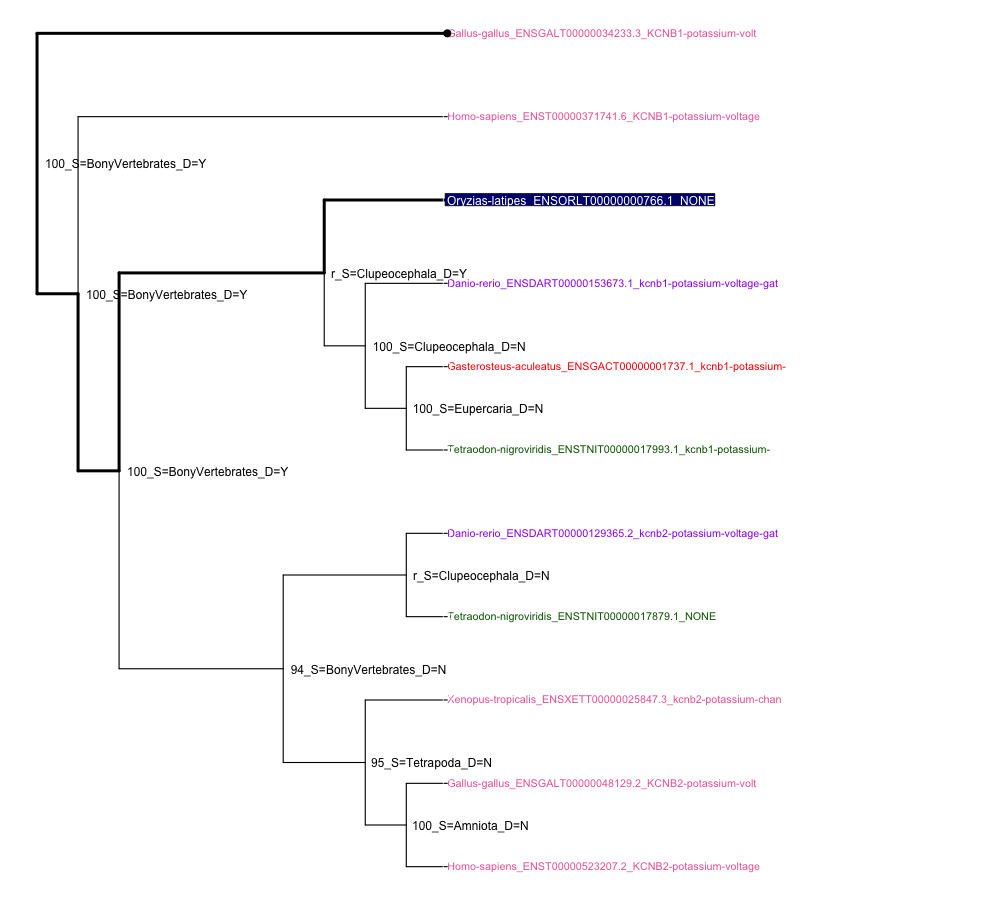 Gallus-gallus_ENSGALT00000034233.3_KCNB1-potassium-volt
Homo-sapiens_ENST00000371741.6_KCNB1-potassium-voltage
100_S=BonyVertebrates_D=Y
Oryzias-latipes_ENSORLT00000000766.1_NONE
r_S=Clupeocephala_D=Y
Danio-rerio_ENSDART00000153673.1_kcnb1-potassium-voltage-gat
100_S=BonyVertebrates_D=Y
100_S=Clupeocephala_D=N
Gasterosteus-aculeatus_ENSGACT00000001737.1_kcnb1-potassium-
100_S=Eupercaria_D=N
Tetraodon-nigroviridis_ENSTNIT00000017993.1_kcnb1-potassium-
100_S=BonyVertebrates_D=Y
Danio-rerio_ENSDART00000129365.2_kcnb2-potassium-voltage-gat
r_S=Clupeocephala_D=N
Tetraodon-nigroviridis_ENSTNIT00000017879.1_NONE
94_S=BonyVertebrates_D=N
Xenopus-tropicalis_ENSXETT00000025847.3_kcnb2-potassium-chan
95_S=Tetrapoda_D=N
Gallus-gallus_ENSGALT00000048129.2_KCNB2-potassium-volt
100_S=Amniota_D=N
Homo-sapiens_ENST00000523207.2_KCNB2-potassium-voltage